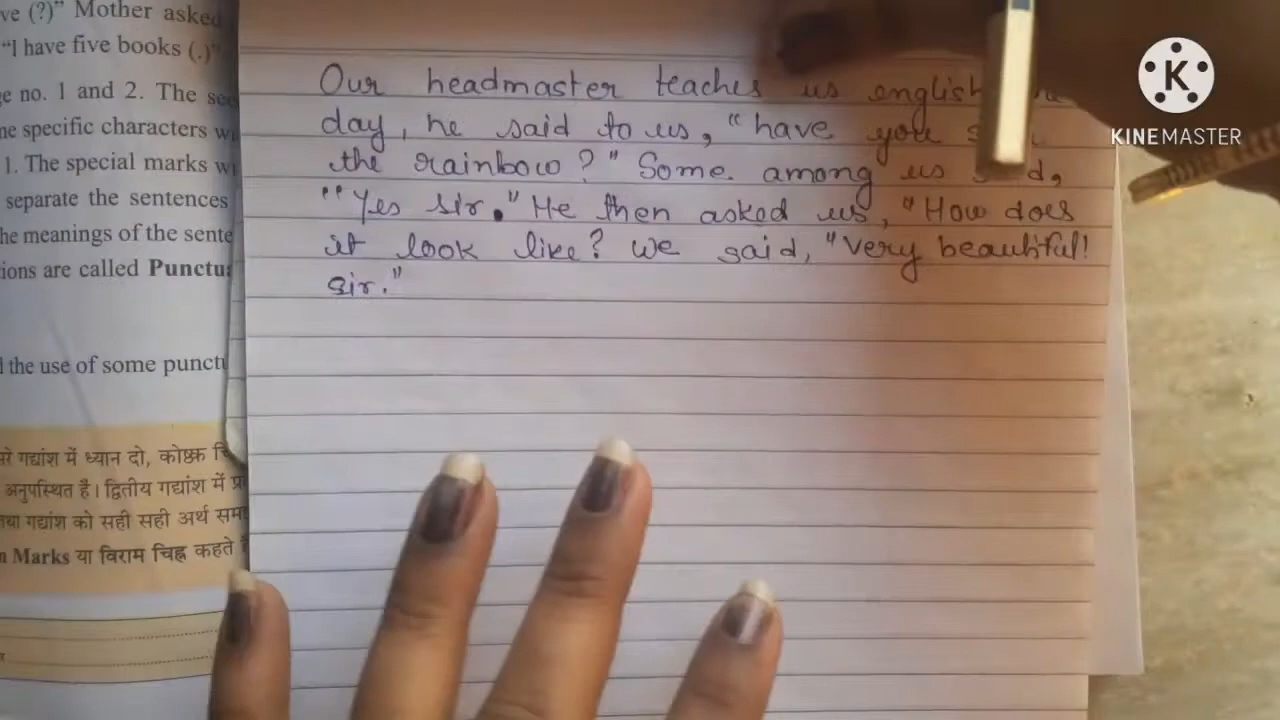 ve (?)" Mother asked
"I have five books (.)"
ge no. 1 and 2. The
ne specific characters
1. The special marks
separate the sentences
he meanings of the sente
ions are called Punctua
d the use of some punctu
रे गद्यांश में ध्यान दो, कोष्ठक
अनुपस्थित है। द्वितीय गद्यांश में
था गद्यांश को सही सही अर्थ
n Marks या विराम चिह्न कहते
Our headmaster teaches us english
day, he said to us, "have you
the rainbow?" Some among us
"Yes sir." He then asked us, "How does
it look like? we said, "Very beautiful!
sir."
K
KINEMASTER